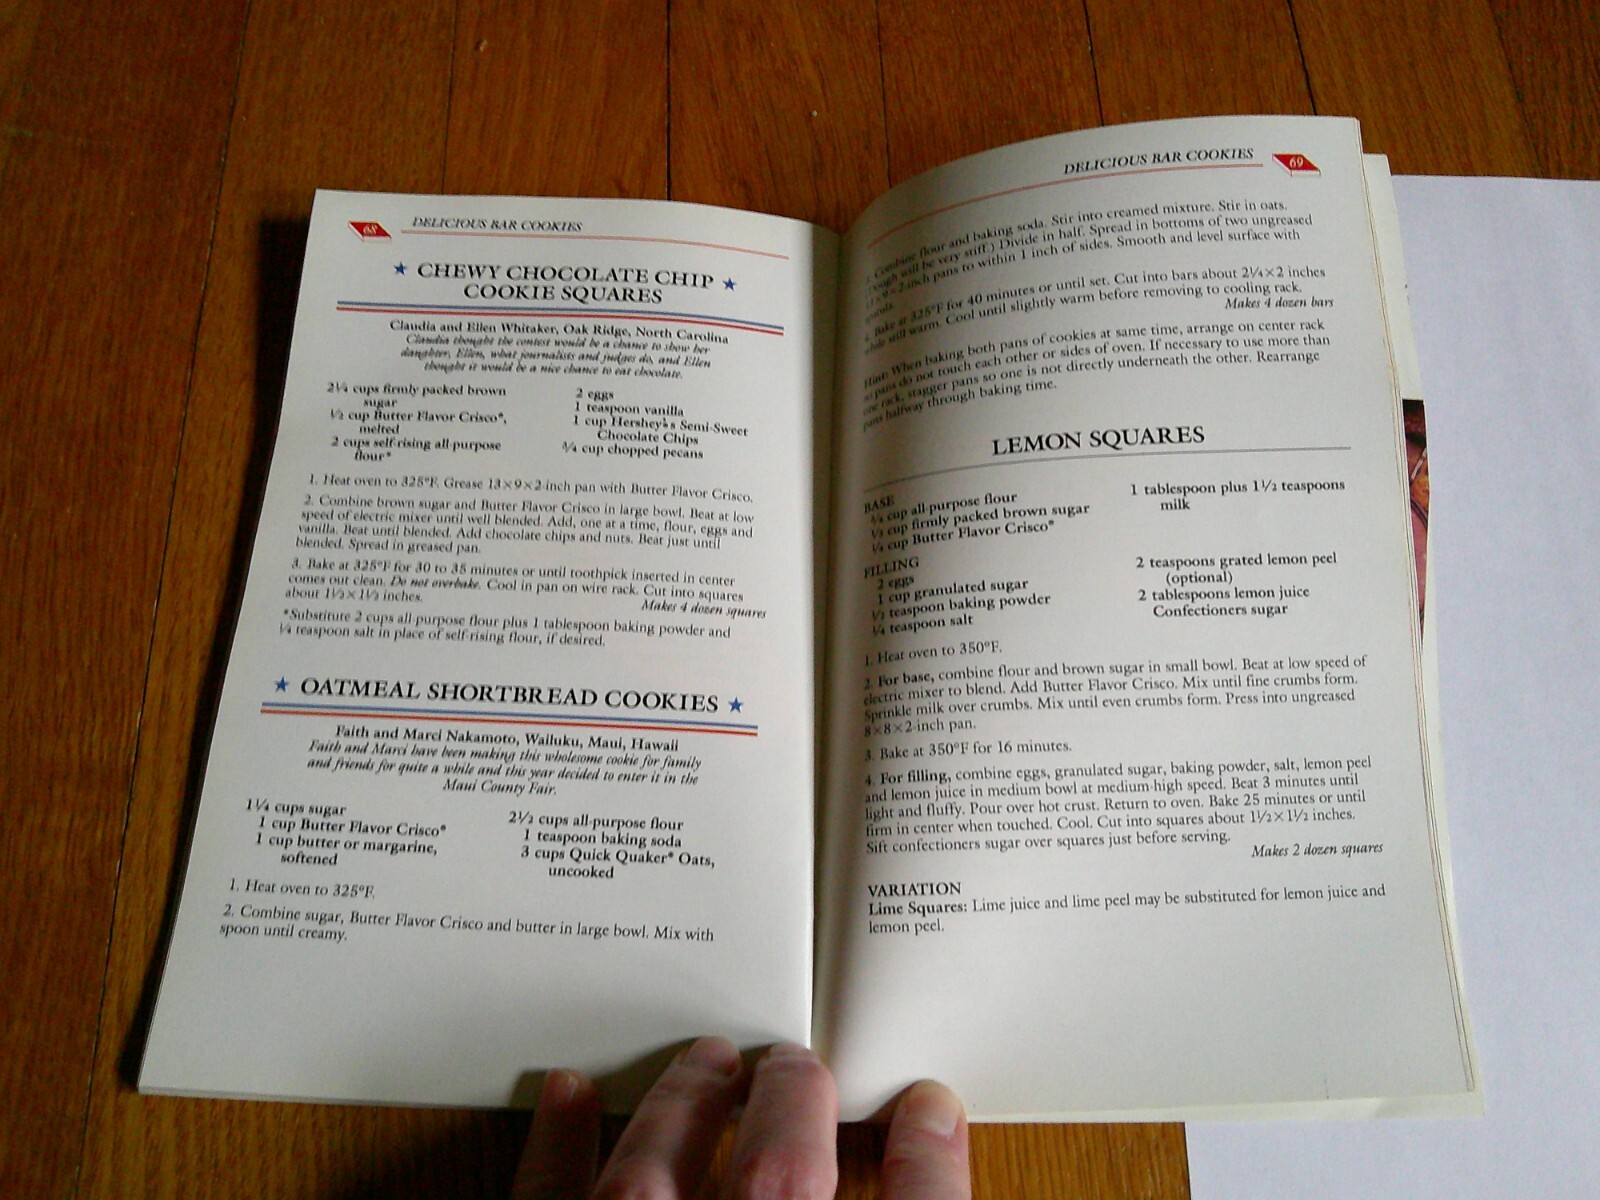 68
DELICIOUS BAR COOKIES
★ CHEWY CHOCOLATE CHIP ★
COOKIE SQUARES
Claudia and Ellen Whitaker, Oak Ridge, North Carolina
Claudia thought the contest would be a chance to show her
daughter, Ellen, what journalists and judges do, and Ellen
thought it would be a nice chance to eat chocolate.
2¼ cups firmly packed brown
sugar
½ cup Butter Flavor Crisco®,
melted
2 cups self-rising all-purpose
flour*
2 eggs
1 teaspoon vanilla
1 cup Hershey's Semi-Sweet
Chocolate Chips
¾ cup chopped pecans
1. Heat oven to 325°F. Grease 13×9×2-inch pan with Butter Flavor Crisco.
2. Combine brown sugar and Butter Flavor Crisco in large bowl. Beat at low
speed of electric mixer until well blended. Add, one at a time, flour, eggs and
vanilla. Beat until blended. Add chocolate chips and nuts. Beat just until
blended. Spread in greased pan.
3. Bake at 325°F for 30 to 35 minutes or until toothpick inserted in center
comes out clean. Do not overbake. Cool in pan on wire rack. Cut into squares
about 1½×1½ inches.
Makes 4 dozen squares
*Substitute 2 cups all-purpose flour plus 1 tablespoon baking powder and
¼ teaspoon salt in place of self-rising flour, if desired.
★ OATMEAL SHORTBREAD COOKIES ★
Faith and Marci Nakamoto, Wailuku, Maui, Hawaii
Faith and Marci have been making this wholesome cookie for family
and friends for quite a while and this year decided to enter it in the
Maui County Fair.
1¼ cups sugar
1 cup Butter Flavor Crisco®
1 cup butter or margarine,
softened
2½ cups all-purpose flour
1 teaspoon baking soda
3 cups Quick Quaker® Oats,
uncooked
1. Heat oven to 325°F.
2. Combine sugar, Butter Flavor Crisco and butter in large bowl. Mix with
spoon until creamy.
DELICIOUS BAR COOKIES
69
Combine flour and baking soda. Stir into creamed mixture. Stir in oats.
will be very stiff.) Divide in half. Spread in bottoms of two ungreased
pans to within 1 inch of sides. Smooth and level surface with
Bake at 325°F for 40 minutes or until set. Cut into bars about 2¼×2 inches
while still warm. Cool until slightly warm before removing to cooling rack.
Makes 4 dozen bars
Hint: When baking both pans of cookies at same time, arrange on center rack
so pans do not touch each other or sides of oven. If necessary to use more than
one rack, stagger pans so one is not directly underneath the other. Rearrange
pans halfway through baking time.
LEMON SQUARES
BASE
¾ cup all-purpose flour
⅓ cup firmly packed brown sugar
¼ cup Butter Flavor Crisco®
1 tablespoon plus 1½ teaspoons
milk
FILLING
2 eggs
1 cup granulated sugar
½ teaspoon baking powder
¼ teaspoon salt
2 teaspoons grated lemon peel
(optional)
2 tablespoons lemon juice
Confectioners sugar
1. Heat oven to 350°F.
2. For base, combine flour and brown sugar in small bowl. Beat at low speed of
electric mixer to blend. Add Butter Flavor Crisco. Mix until fine crumbs form.
Sprinkle milk over crumbs. Mix until even crumbs form. Press into ungreased
8×8×2-inch pan.
3. Bake at 350°F for 16 minutes.
4. For filling, combine eggs, granulated sugar, baking powder, salt, lemon peel
and lemon juice in medium bowl at medium-high speed. Beat 3 minutes until
light and fluffy. Pour over hot crust. Return to oven. Bake 25 minutes or until
firm in center when touched. Cool. Cut into squares about 1½×1½ inches.
Sift confectioners sugar over squares just before serving.
Makes 2 dozen squares
VARIATION
Lime Squares: Lime juice and lime peel may be substituted for lemon juice and
lemon peel.